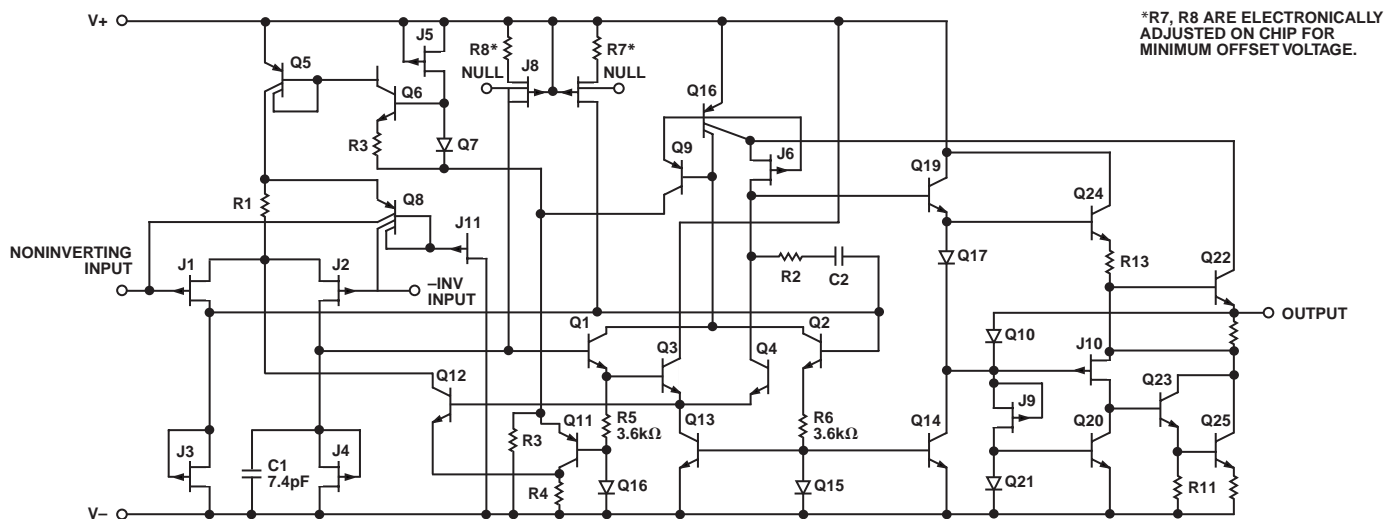 V+
J5
R8*
J8
R7*
*R7, R8 ARE ELECTRONICALLY
ADJUSTED ON CHIP FOR
MINIMUM OFFSET VOLTAGE.
Q5
NULL
NULL
Q6
Q16
R3
Q7
Q9
J6
Q19
Q24
R1
Q8
J11
NONINVERTING
INPUT
J1
J2
–INV
INPUT
R2
C2
Q17
R13
Q22
OUTPUT
Q1
Q2
Q3
Q4
Q10
J10
Q12
Q11
R5
3.6kΩ
Q13
R6
3.6kΩ
Q14
J9
Q23
Q20
Q25
J3
C1
7.4pF
J4
R3
R4
Q16
Q15
Q21
R11
V–